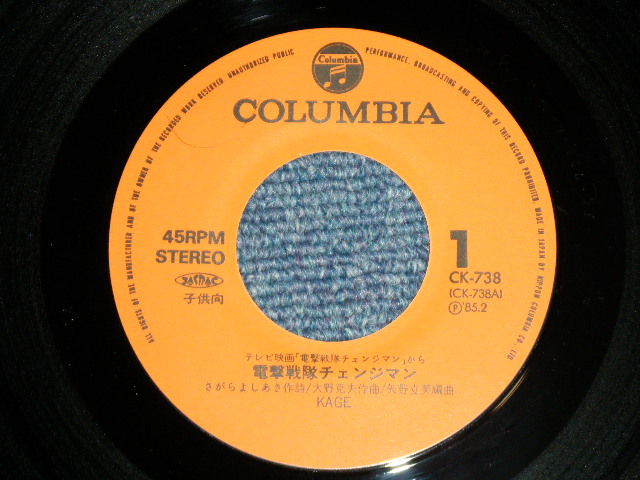 ALL RIGHTS OF THE MANUFACTURER AND OF THE OWNER OF THE RECORDED WORK RESERVED UNAUTHORIZED PUBLIC PERFORMANCE, BROADCASTING AND COPYING OF THIS RECORD PROHIBITED. MADE IN JAPAN BY NIPPON COLUMBIA CO., LTD.
Columbia
COLUMBIA
45RPM
STEREO
子供向
1
CK-738
(CK-738A)
Ⓟ'85.2
テレビ映画「電撃戦隊チェンジマン」から
電撃戦隊チェンジマン
さがらよしあき作詩/大野克夫作曲/矢野立美編曲
KAGE